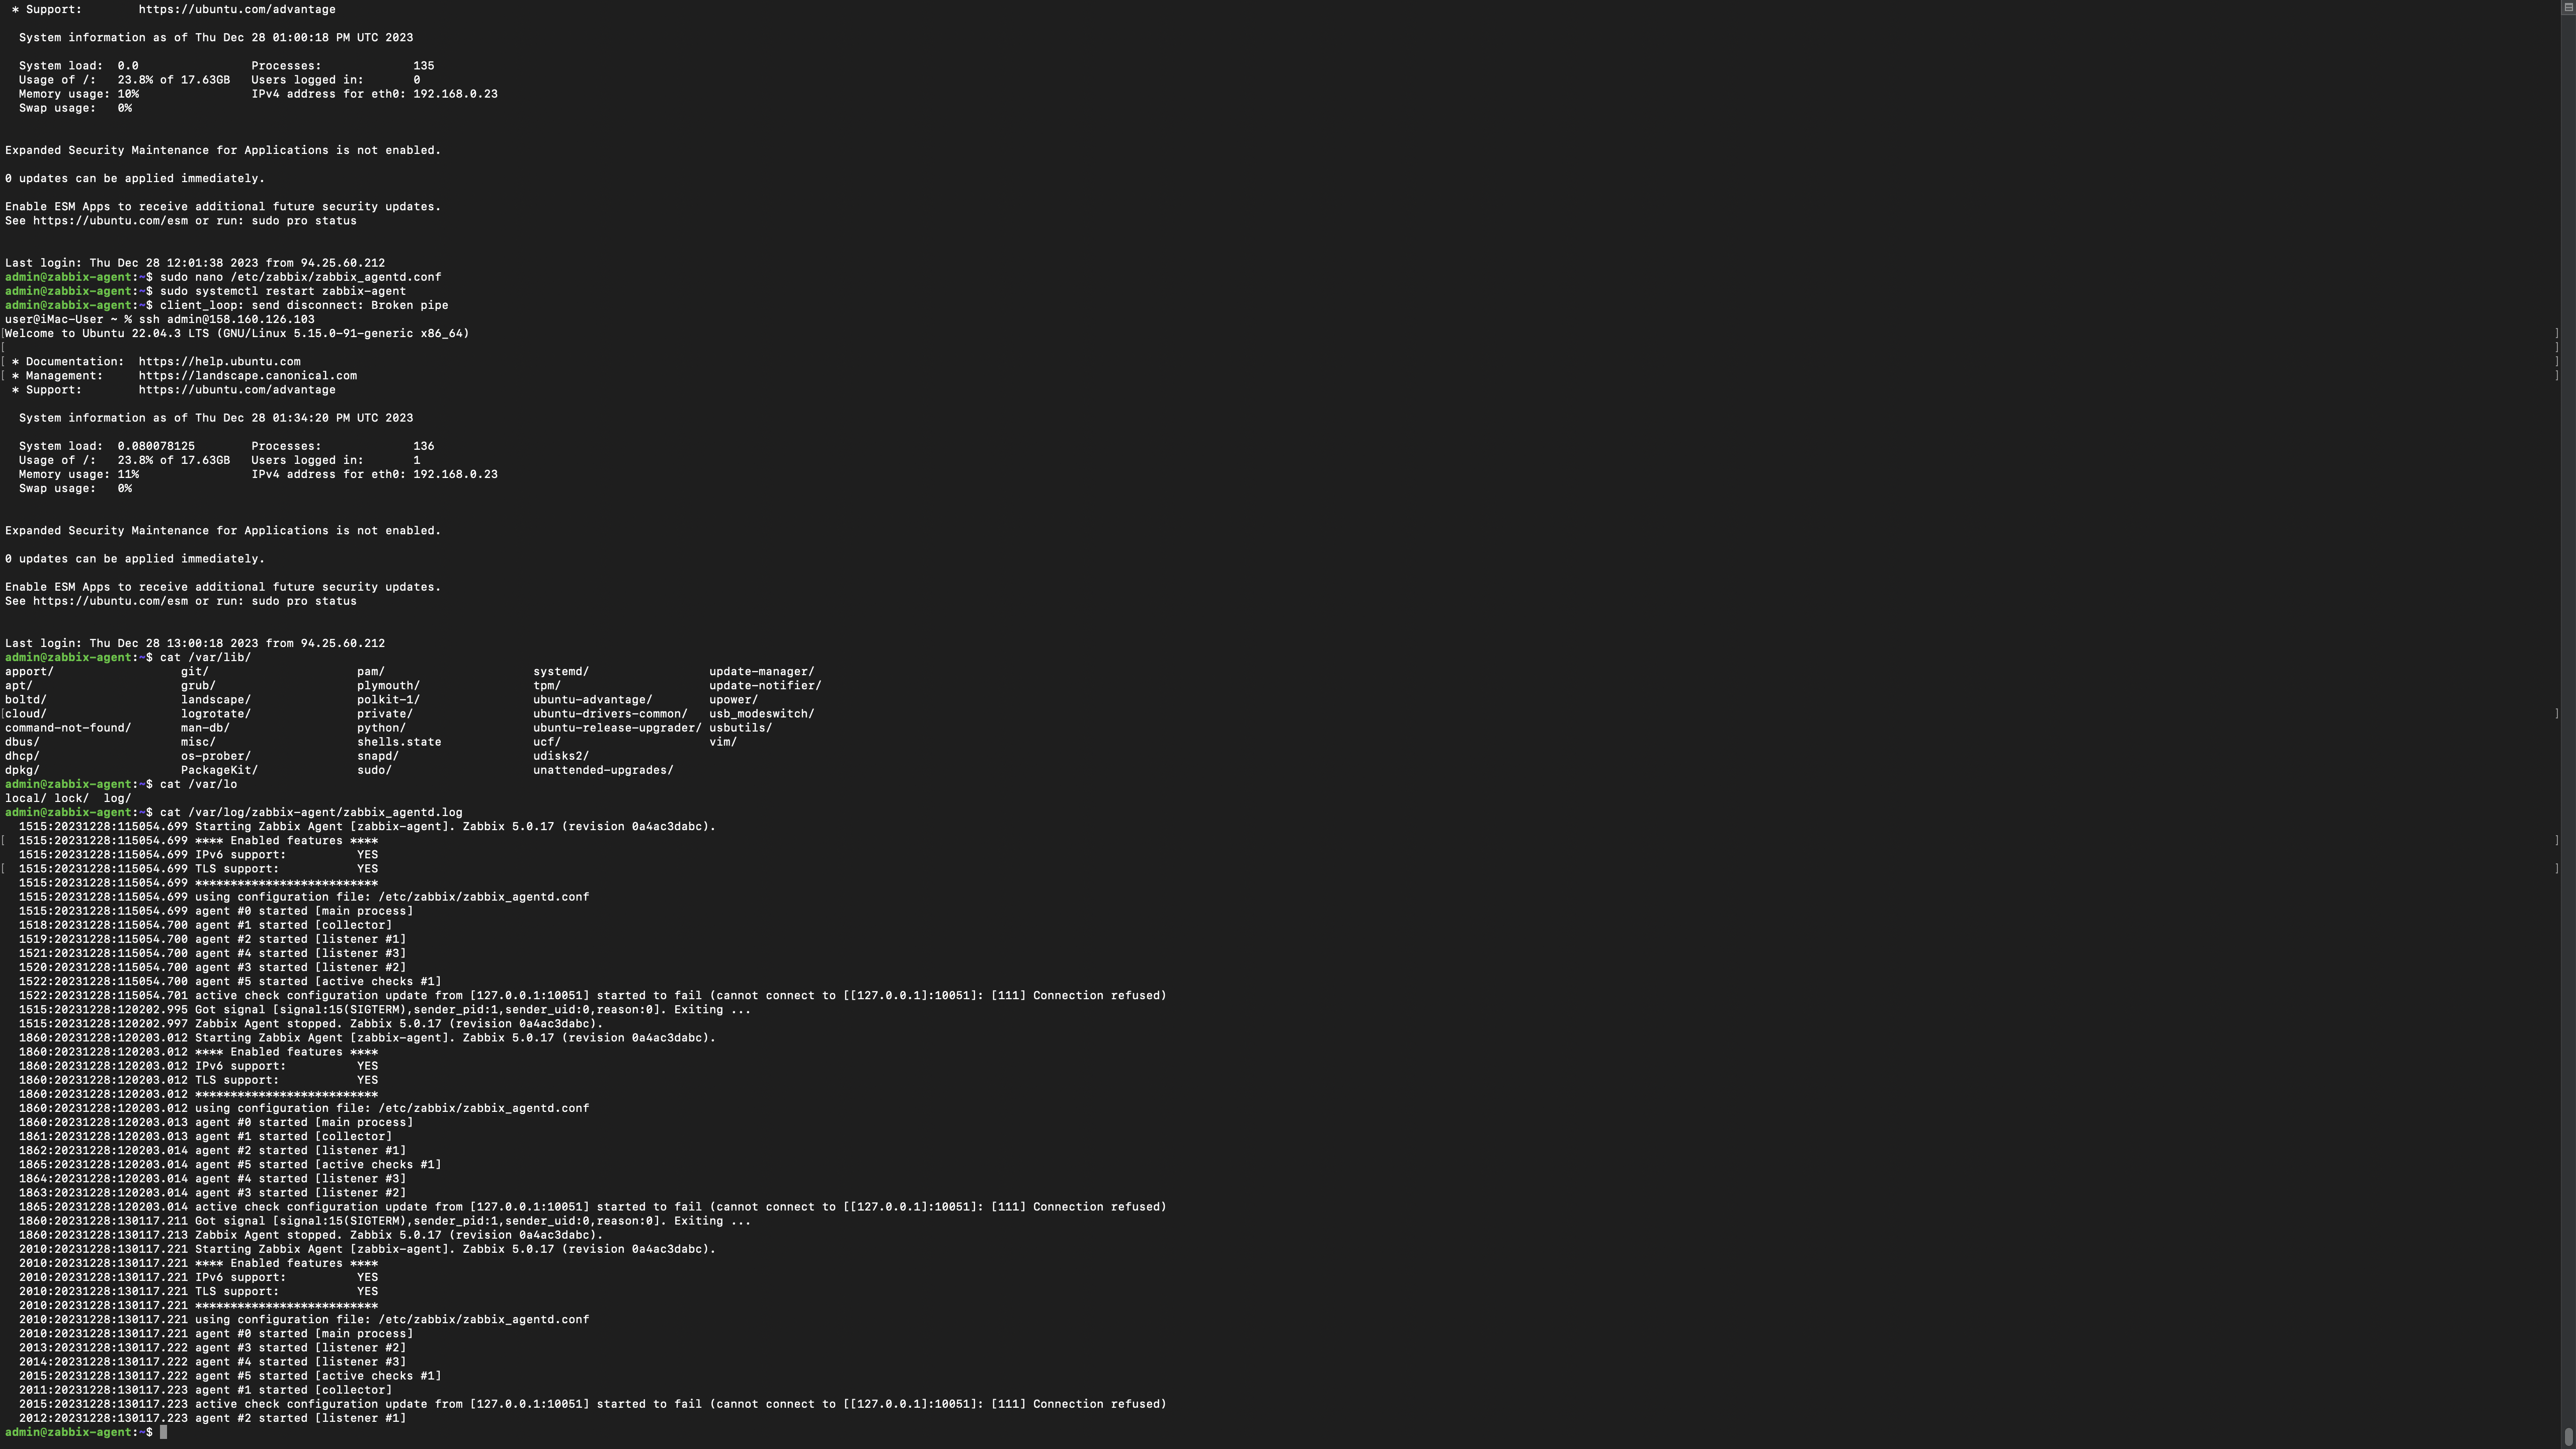 * Support:        https://ubuntu.com/advantage
  System information as of Thu Dec 28 01:00:18 PM UTC 2023
  System load:  0.0                Processes:             135
  Usage of /:   23.8% of 17.63GB   Users logged in:       0
  Memory usage: 10%                IPv4 address for eth0: 192.168.0.23
  Swap usage:   0%
Expanded Security Maintenance for Applications is not enabled.
0 updates can be applied immediately.
Enable ESM Apps to receive additional future security updates.
See https://ubuntu.com/esm or run: sudo pro status
Last login: Thu Dec 28 12:01:38 2023 from 94.25.60.212
admin@zabbix-agent:~$ sudo nano /etc/zabbix/zabbix_agentd.conf
admin@zabbix-agent:~$ sudo systemctl restart zabbix-agent
admin@zabbix-agent:~$ client_loop: send disconnect: Broken pipe
user@iMac-User ~ % ssh admin@158.160.126.103
[Welcome to Ubuntu 22.04.3 LTS (GNU/Linux 5.15.0-91-generic x86_64) ]
[ ]
[ * Documentation:  https://help.ubuntu.com ]
[ * Management:     https://landscape.canonical.com ]
 * Support:        https://ubuntu.com/advantage
  System information as of Thu Dec 28 01:34:20 PM UTC 2023
  System load:  0.080078125        Processes:             136
  Usage of /:   23.8% of 17.63GB   Users logged in:       1
  Memory usage: 11%                IPv4 address for eth0: 192.168.0.23
  Swap usage:   0%
Expanded Security Maintenance for Applications is not enabled.
0 updates can be applied immediately.
Enable ESM Apps to receive additional future security updates.
See https://ubuntu.com/esm or run: sudo pro status
Last login: Thu Dec 28 13:00:18 2023 from 94.25.60.212
admin@zabbix-agent:~$ cat /var/lib/
apport/                  git/                     pam/                     systemd/                 update-manager/
apt/                     grub/                    plymouth/                tpm/                     update-notifier/
boltd/                   landscape/               polkit-1/                ubuntu-advantage/        upower/
[cloud/                   logrotate/               private/                 ubuntu-drivers-common/   usb_modeswitch/ ]
command-not-found/       man-db/                  python/                  ubuntu-release-upgrader/ usbutils/
dbus/                    misc/                    shells.state             ucf/                     vim/
dhcp/                    os-prober/               snapd/                   udisks2/
dpkg/                    PackageKit/              sudo/                    unattended-upgrades/
admin@zabbix-agent:~$ cat /var/lo
local/ lock/  log/
admin@zabbix-agent:~$ cat /var/log/zabbix-agent/zabbix_agentd.log
  1515:20231228:115054.699 Starting Zabbix Agent [zabbix-agent]. Zabbix 5.0.17 (revision 0a4ac3dabc).
[ 1515:20231228:115054.699 **** Enabled features **** ]
  1515:20231228:115054.699 IPv6 support:          YES
[ 1515:20231228:115054.699 TLS support:           YES ]
  1515:20231228:115054.699 **************************
  1515:20231228:115054.699 using configuration file: /etc/zabbix/zabbix_agentd.conf
  1515:20231228:115054.699 agent #0 started [main process]
  1518:20231228:115054.700 agent #1 started [collector]
  1519:20231228:115054.700 agent #2 started [listener #1]
  1521:20231228:115054.700 agent #4 started [listener #3]
  1520:20231228:115054.700 agent #3 started [listener #2]
  1522:20231228:115054.700 agent #5 started [active checks #1]
  1522:20231228:115054.701 active check configuration update from [127.0.0.1:10051] started to fail (cannot connect to [[127.0.0.1]:10051]: [111] Connection refused)
  1515:20231228:120202.995 Got signal [signal:15(SIGTERM),sender_pid:1,sender_uid:0,reason:0]. Exiting ...
  1515:20231228:120202.997 Zabbix Agent stopped. Zabbix 5.0.17 (revision 0a4ac3dabc).
  1860:20231228:120203.012 Starting Zabbix Agent [zabbix-agent]. Zabbix 5.0.17 (revision 0a4ac3dabc).
  1860:20231228:120203.012 **** Enabled features ****
  1860:20231228:120203.012 IPv6 support:          YES
  1860:20231228:120203.012 TLS support:           YES
  1860:20231228:120203.012 **************************
  1860:20231228:120203.012 using configuration file: /etc/zabbix/zabbix_agentd.conf
  1860:20231228:120203.013 agent #0 started [main process]
  1861:20231228:120203.013 agent #1 started [collector]
  1862:20231228:120203.014 agent #2 started [listener #1]
  1865:20231228:120203.014 agent #5 started [active checks #1]
  1864:20231228:120203.014 agent #4 started [listener #3]
  1863:20231228:120203.014 agent #3 started [listener #2]
  1865:20231228:120203.014 active check configuration update from [127.0.0.1:10051] started to fail (cannot connect to [[127.0.0.1]:10051]: [111] Connection refused)
  1860:20231228:130117.211 Got signal [signal:15(SIGTERM),sender_pid:1,sender_uid:0,reason:0]. Exiting ...
  1860:20231228:130117.213 Zabbix Agent stopped. Zabbix 5.0.17 (revision 0a4ac3dabc).
  2010:20231228:130117.221 Starting Zabbix Agent [zabbix-agent]. Zabbix 5.0.17 (revision 0a4ac3dabc).
  2010:20231228:130117.221 **** Enabled features ****
  2010:20231228:130117.221 IPv6 support:          YES
  2010:20231228:130117.221 TLS support:           YES
  2010:20231228:130117.221 **************************
  2010:20231228:130117.221 using configuration file: /etc/zabbix/zabbix_agentd.conf
  2010:20231228:130117.221 agent #0 started [main process]
  2013:20231228:130117.222 agent #3 started [listener #2]
  2014:20231228:130117.222 agent #4 started [listener #3]
  2015:20231228:130117.222 agent #5 started [active checks #1]
  2011:20231228:130117.223 agent #1 started [collector]
  2015:20231228:130117.223 active check configuration update from [127.0.0.1:10051] started to fail (cannot connect to [[127.0.0.1]:10051]: [111] Connection refused)
  2012:20231228:130117.223 agent #2 started [listener #1]
admin@zabbix-agent:~$